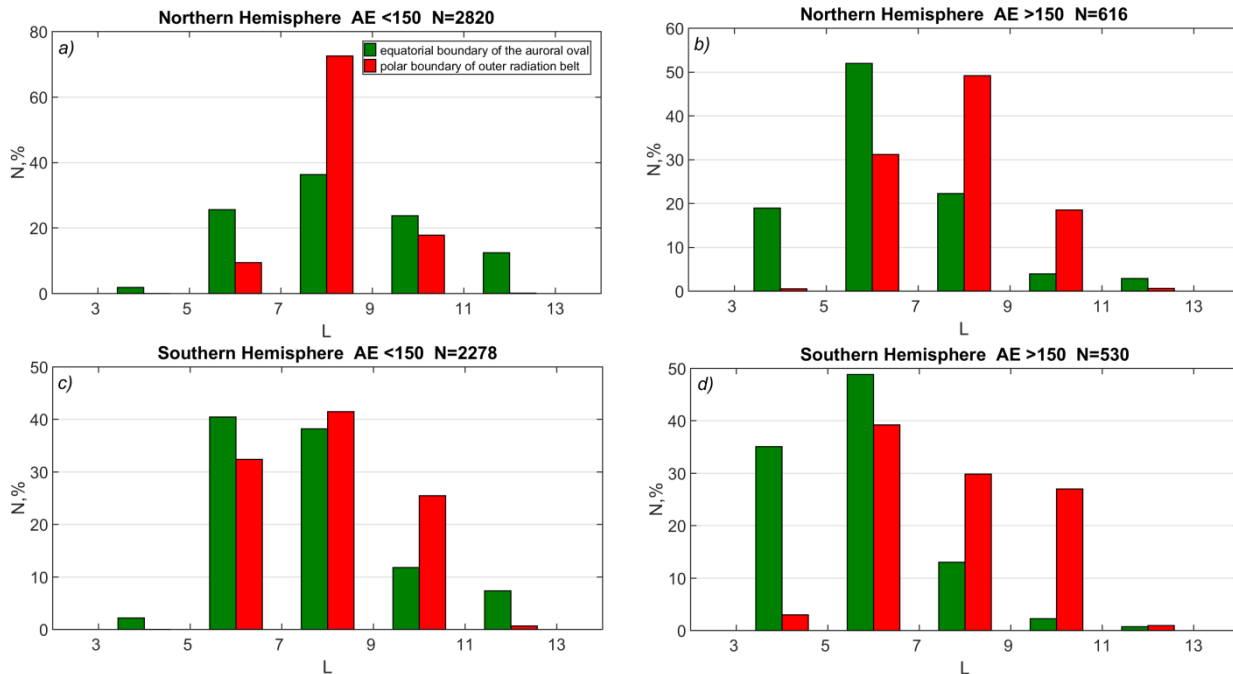 Northern Hemisphere AE <150 N=2820
a)
equatorial boundary of the auroral oval
polar boundary of outer radiation belt
N,%
80
60
40
20
0
3 5 7 9 11 13
L
Northern Hemisphere AE >150 N=616
b)
N,%
60
50
40
30
20
10
0
3 5 7 9 11 13
L
Southern Hemisphere AE <150 N=2278
c)
N,%
50
40
30
20
10
0
3 5 7 9 11 13
L
Southern Hemisphere AE >150 N=530
d)
N,%
50
40
30
20
10
0
3 5 7 9 11 13
L